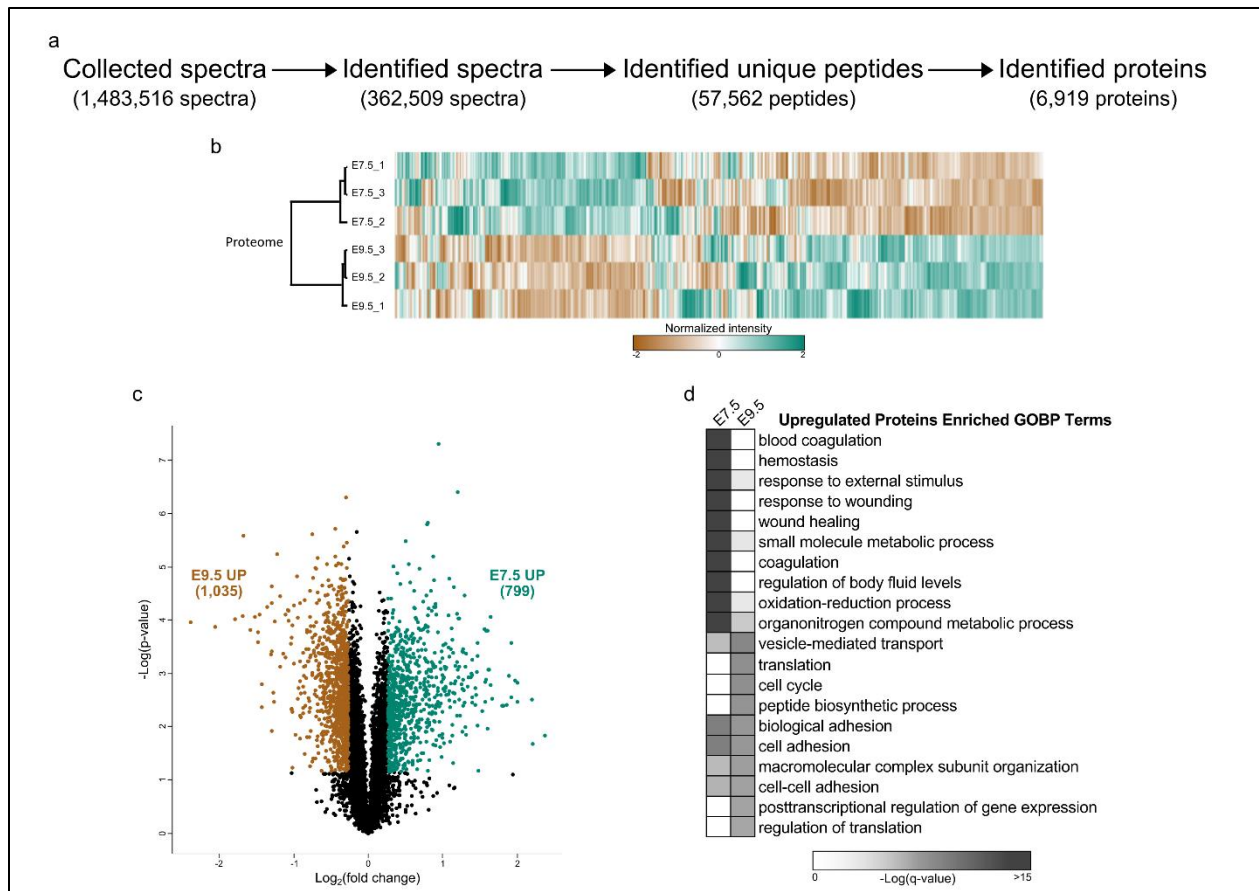 a
Collected spectra → Identified spectra → Identified unique peptides → Identified proteins
(1,483,516 spectra) (362,509 spectra) (57,562 peptides) (6,919 proteins)
b
Proteome
E7.5_1
E7.5_3
E7.5_2
E9.5_3
E9.5_2
E9.5_1
Normalized intensity
-2 0 2
c
E9.5 UP
(1,035)
E7.5 UP
(799)
-Log(p-value)
7
6
5
4
3
2
1
0
-2 -1 0 1 2
Log2(fold change)
d
E7.5 E9.5
Upregulated Proteins Enriched GOBP Terms
blood coagulation
hemostasis
response to external stimulus
response to wounding
wound healing
small molecule metabolic process
coagulation
regulation of body fluid levels
oxidation-reduction process
organonitrogen compound metabolic process
vesicle-mediated transport
translation
cell cycle
peptide biosynthetic process
biological adhesion
cell adhesion
macromolecular complex subunit organization
cell-cell adhesion
posttranscriptional regulation of gene expression
regulation of translation
0 >15
-Log(q-value)